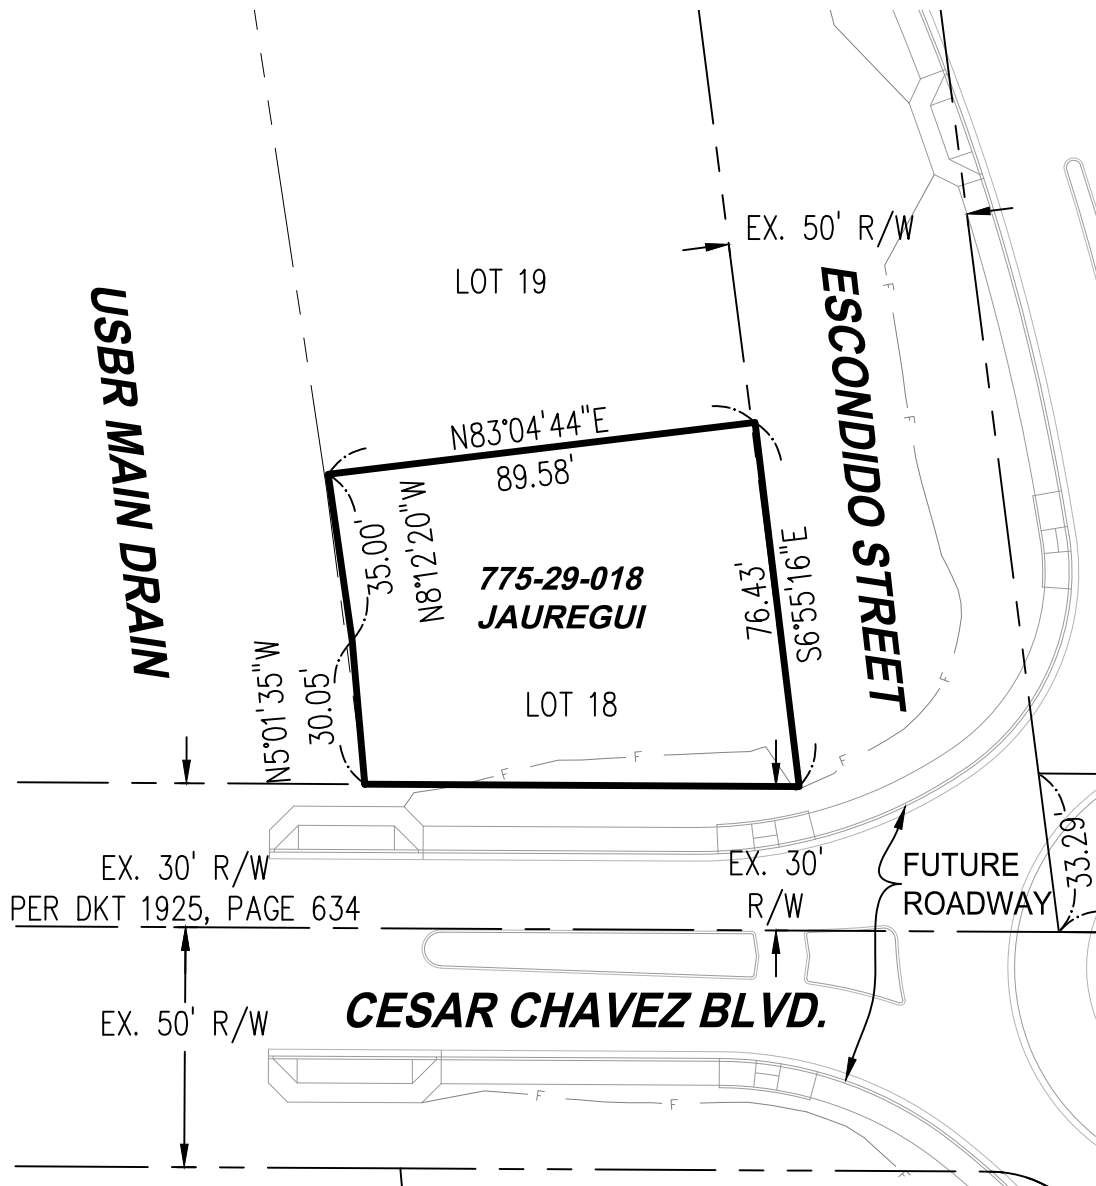 EX. 50' R/W
LOT 19
USBR MAIN DRAIN
ESCONDIDO STREET
N83°04'44"E
89.58'
35.00'
N8°12'20"W
775-29-018
JAUREGUI
76.43'
S6°55'16"E
N5°01'35"W
30.05'
LOT 18
F
F
F
F
F
F
EX. 30' R/W
PER DKT 1925, PAGE 634
EX. 30'
R/W
FUTURE
ROADWAY
33.29'
EX. 50' R/W
CESAR CHAVEZ BLVD.
F
F
F